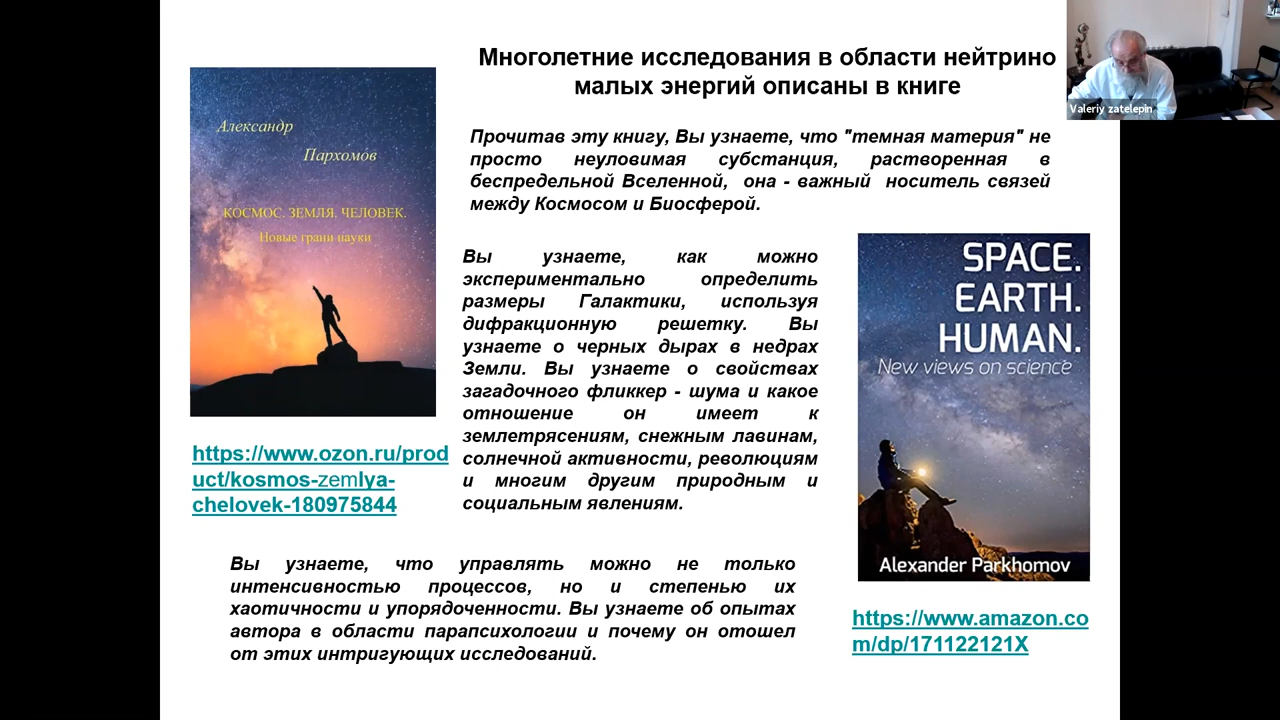 Многолетние исследования в области нейтрино
малых энергий описаны в книге
Valeriy zatelepin
Александр
Пархомов
КОСМОС. ЗЕМЛЯ. ЧЕЛОВЕК.
Новые грани науки
Прочитав эту книгу, Вы узнаете, что "темная материя" не
просто неуловимая субстанция, растворенная в
беспредельной Вселенной, она - важный носитель связей
между Космосом и Биосферой.
Вы узнаете, как можно
экспериментально определить
размеры Галактики, используя
дифракционную решетку. Вы
узнаете о черных дырах в недрах
Земли. Вы узнаете о свойствах
загадочного фликкер - шума и какое
отношение он имеет к
землетрясениям, снежным лавинам,
солнечной активности, революциям
и многим другим природным и
социальным явлениям.
SPACE.
EARTH.
HUMAN.
New views on science
Alexander Parkhomov
https://www.ozon.ru/prod
uct/kosmos-zemlya-
chelovek-180975844
Вы узнаете, что управлять можно не только
интенсивностью процессов, но и степенью их
хаотичности и упорядоченности. Вы узнаете об опытах
автора в области парапсихологии и почему он отошел
от этих интригующих исследований.
https://www.amazon.co
m/dp/171122121X